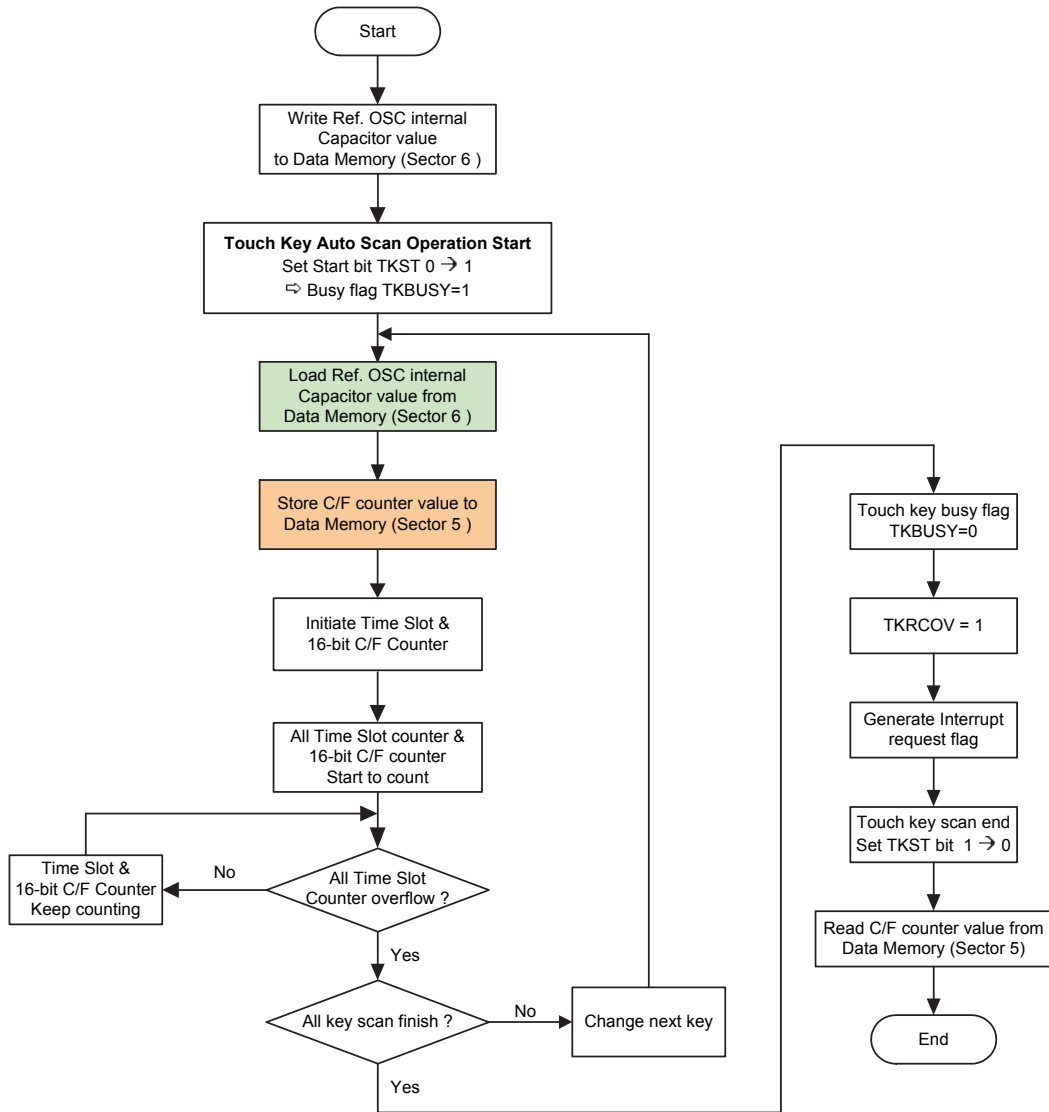 Start
Write Ref. OSC internal
Capacitor value
to Data Memory (Sector 6 )
Touch Key Auto Scan Operation Start
Set Start bit TKST 0 → 1
⇨ Busy flag TKBUSY=1
Load Ref. OSC internal
Capacitor value from
Data Memory (Sector 6 )
Store C/F counter value to
Data Memory (Sector 5 )
Initiate Time Slot &
16-bit C/F Counter
All Time Slot counter &
16-bit C/F counter
Start to count
Time Slot &
16-bit C/F Counter
Keep counting
No
All Time Slot
Counter overflow ?
Yes
All key scan finish ?
No
Change next key
Yes
Touch key busy flag
TKBUSY=0
TKRCOV = 1
Generate Interrupt
request flag
Touch key scan end
Set TKST bit 1 → 0
Read C/F counter value from
Data Memory (Sector 5)
End